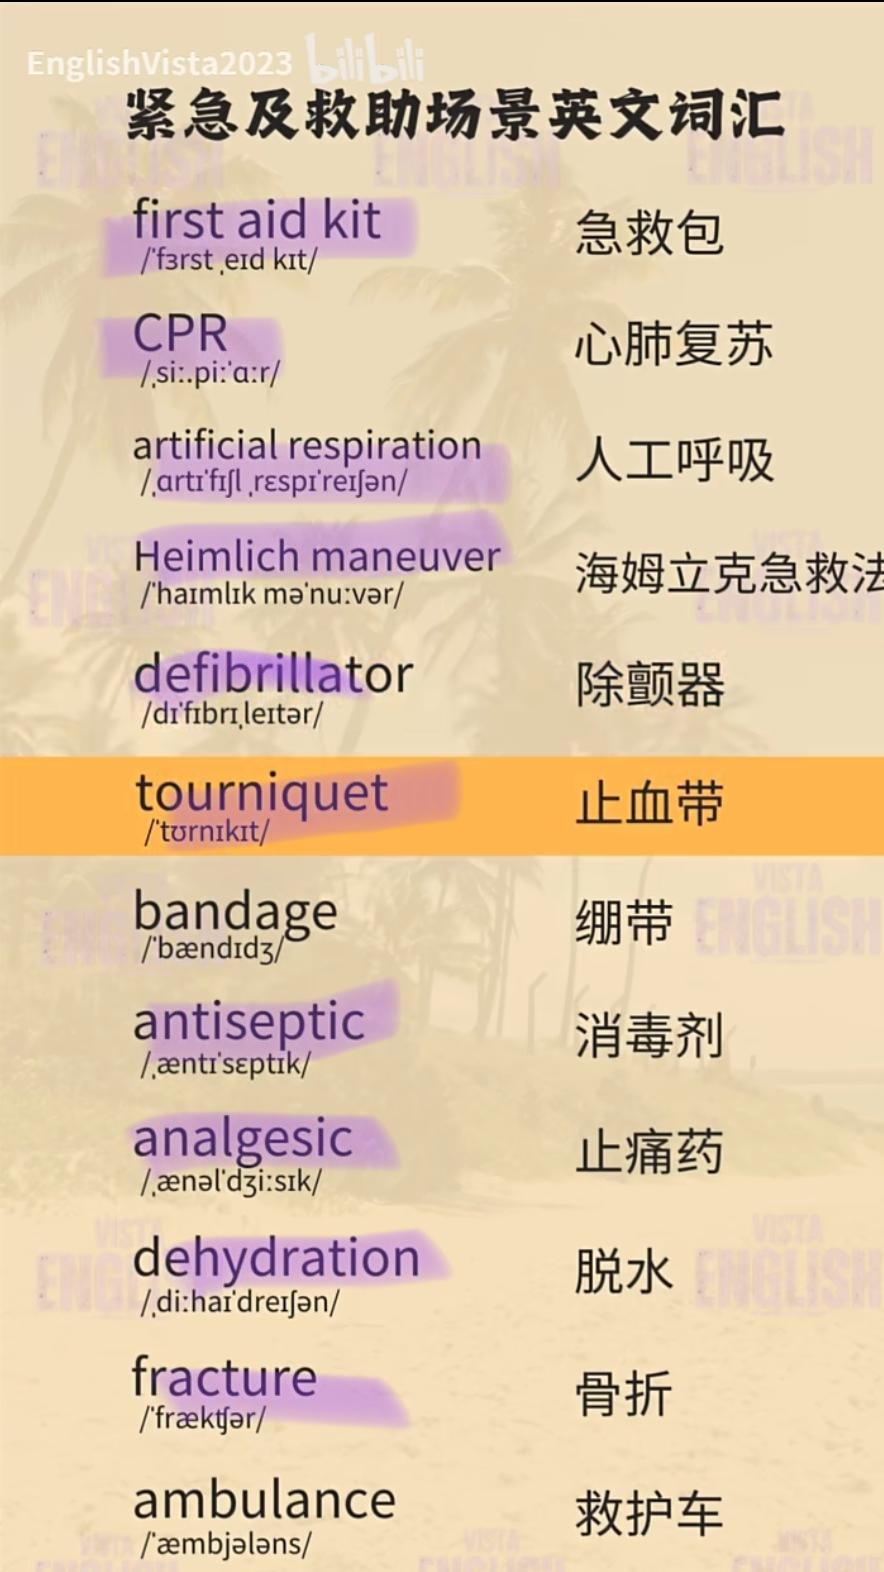 EnglishVista2023 bilibili
紧急及救助场景英文词汇
first aid kit 急救包
/ˈfɜrst ˌeɪd kɪt/
CPR 心肺复苏
/ˌsiː.piːˈɑːr/
artificial respiration 人工呼吸
/ˌɑrtɪˈfɪʃl ˌrɛspɪˈreɪʃən/
Heimlich maneuver 海姆立克急救法
/ˈhaɪmlɪk məˈnuːvər/
defibrillator 除颤器
/dɪˈfɪbrɪˌleɪtər/
tourniquet 止血带
/ˈtʊrnɪkɪt/
bandage 绷带
/ˈbændɪdʒ/
antiseptic 消毒剂
/ˌæntɪˈsɛptɪk/
analgesic 止痛药
/ˌænəlˈdʒiːsɪk/
dehydration 脱水
/ˌdiːhaɪˈdreɪʃən/
fracture 骨折
/ˈfræktʃər/
ambulance 救护车
/ˈæmbjələns/
VISTA
ENGLISH